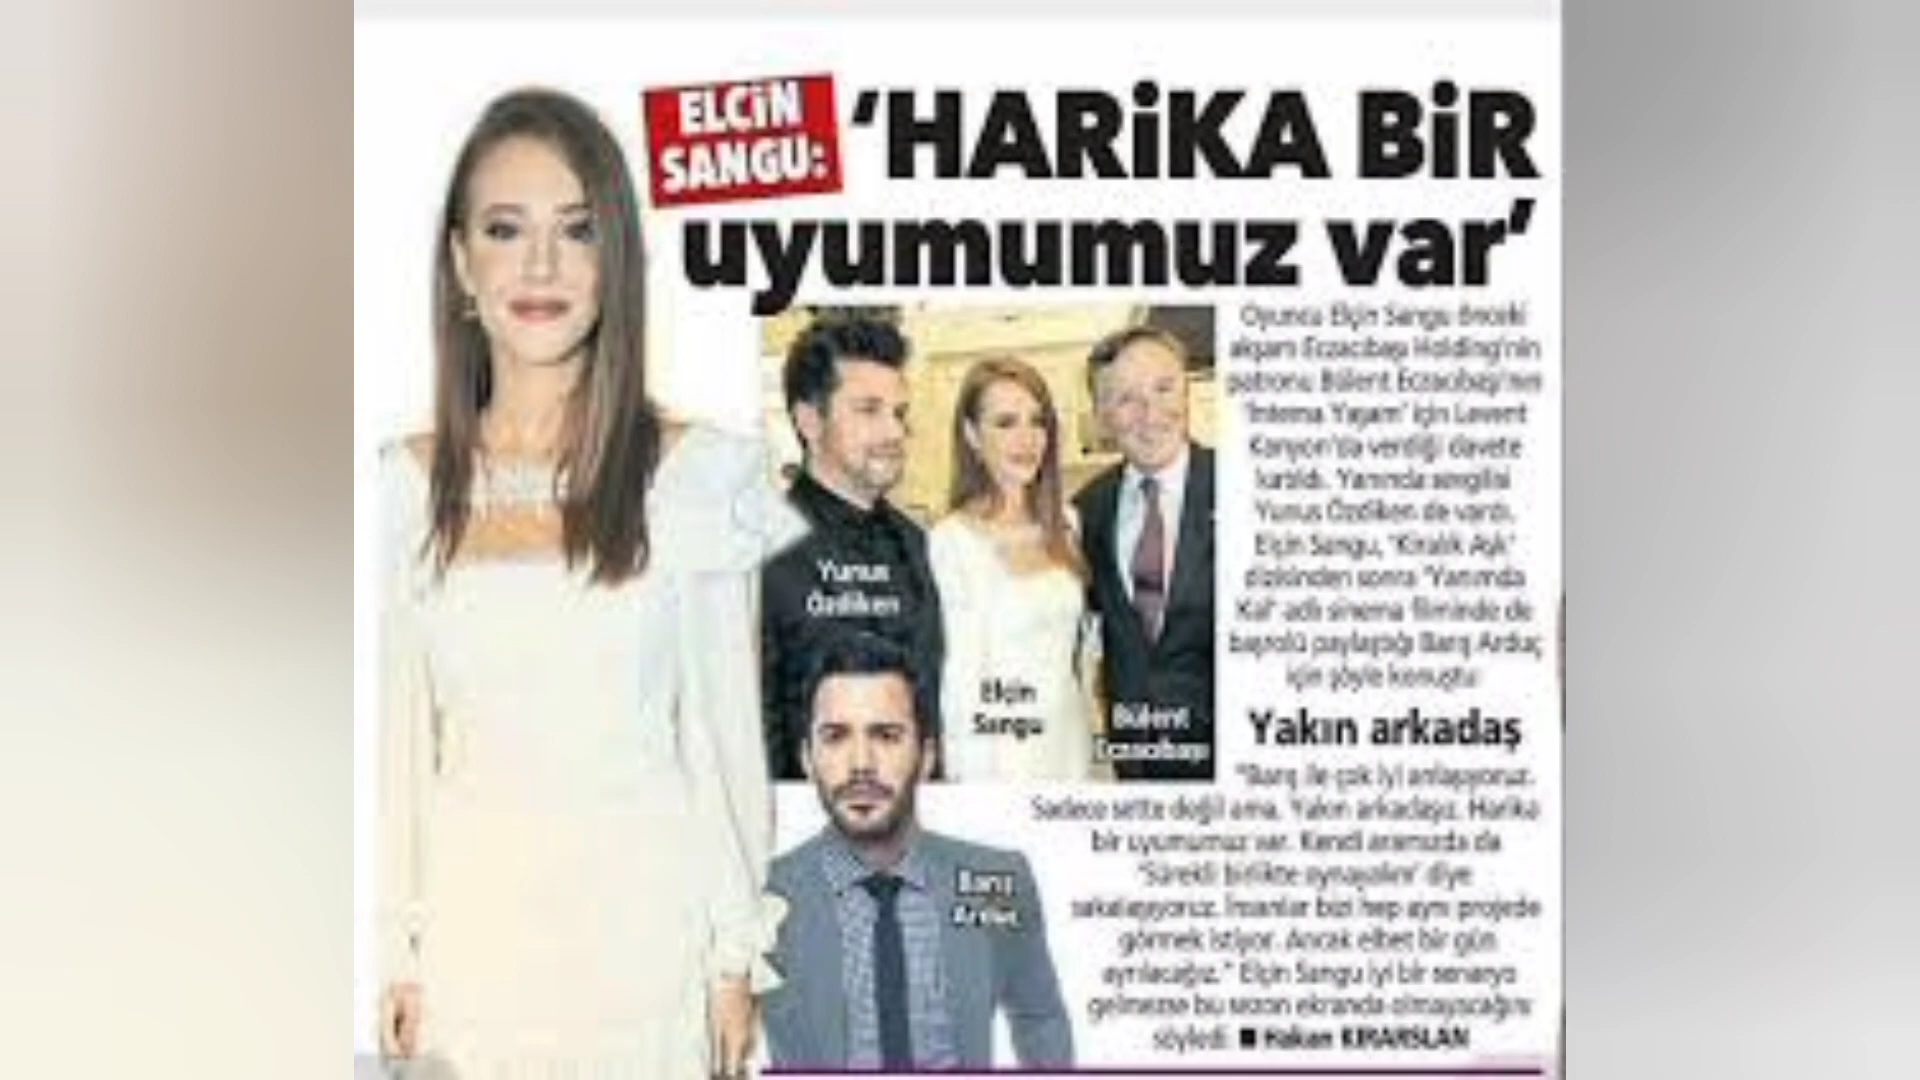 ELÇİN
SANGU:
‘HARİKA BİR
uyumumuz var’
Oyuncu Elçin Sangu önceki
akşam Eczacıbaşı Holding'nin
patronu Bülent Eczacıbaşı'nın
'İntema Yaşam' için Levent
Kanyon'da verdiği davete
katıldı. Yanında sevgilisi
Yunus Özdiken de vardı.
Elçin Sangu, "Kiralık Aşk"
dizisinden sonra "Yanımda
Kal" adlı sinema filminde de
başrolü paylaştığı Barış Arduç
için şöyle konuştu:
Yunus
Özdiken
Elçin
Sangu
Bülent
Eczacıbaşı
Barış
Arduç
Yakın arkadaş
"Barış ile çok iyi anlaşıyoruz.
Sadece sette değil ama. Yakın arkadaşız. Harika
bir uyumumuz var. Kendi aramızda da
'Sürekli birlikte oynayalım' diye
şakalaşıyoruz. İnsanlar bizi hep aynı projede
görmek istiyor. Ancak elbet bir gün
ayrılacağız." Elçin Sangu iyi bir senaryo
gelmezse bu sezon ekranda olmayacağını
söyledi. ■ Hakan KIRARSLAN